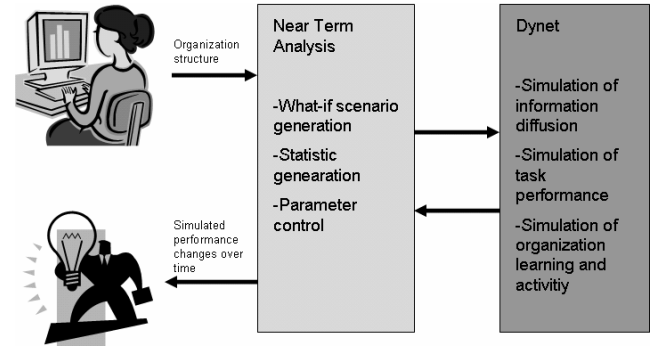 Organization
structure
Near Term
Analysis
-What-if scenario
generation
-Statistic
genearation
-Parameter
control
Dynet
-Simulation of
information
diffusion
-Simulation of
task
performance
-Simulation of
organization
learning and
activitiy
Simulated
performance
changes over
time